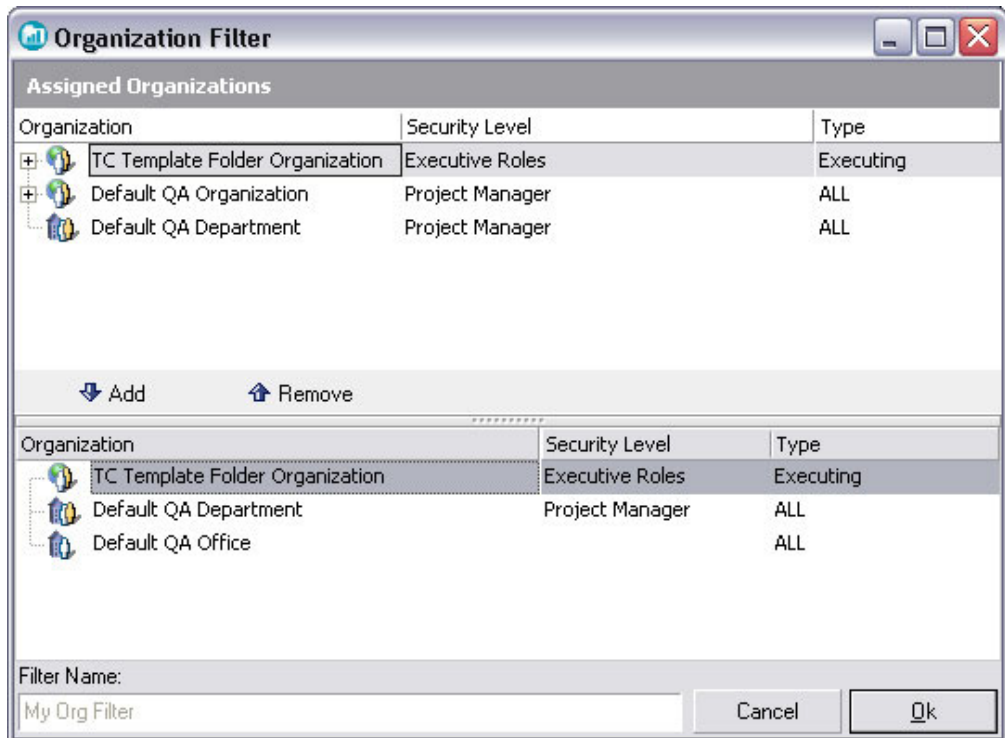 Organization Filter
Assigned Organizations
Organization Security Level Type
TC Template Folder Organization Executive Roles Executing
Default QA Organization Project Manager ALL
Default QA Department Project Manager ALL
Add Remove
Organization Security Level Type
TC Template Folder Organization Executive Roles Executing
Default QA Department Project Manager ALL
Default QA Office ALL
Filter Name:
My Org Filter Cancel Ok